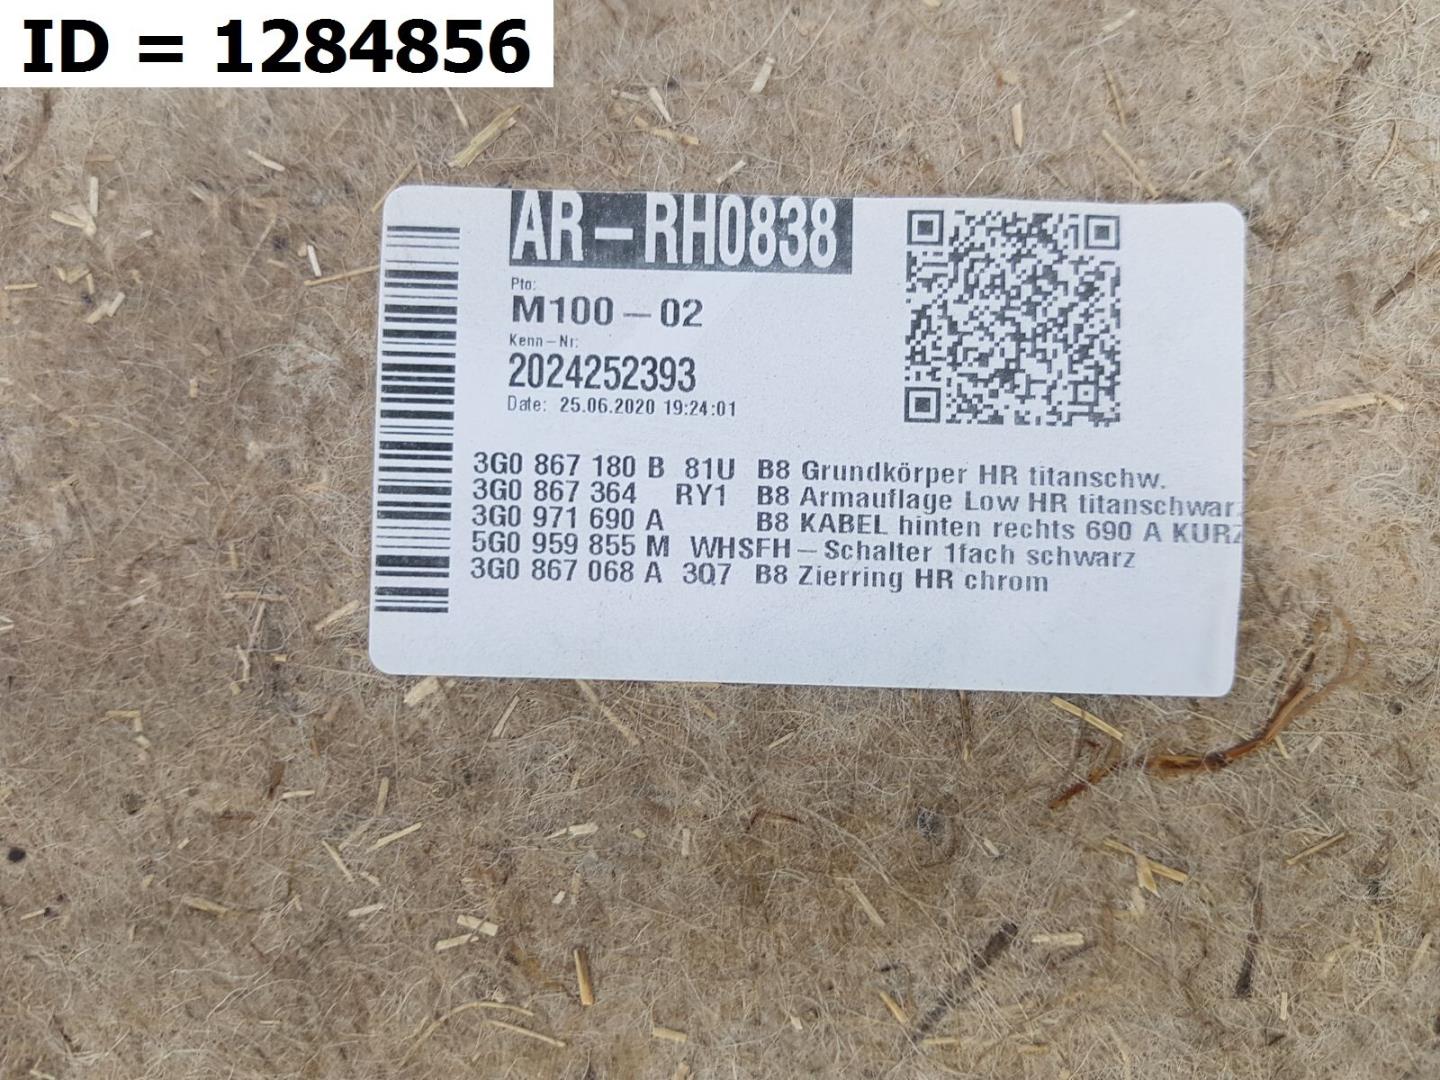 ID = 1284856
AR-RH0838
Pto:
M100-02
Kenn-Nr:
2024252393
Date: 25.06.2020 19:24:01
3G0 867 180 B 81U B8 Grundkörper HR titanschw.
3G0 867 364 RY1 B8 Armauflage Low HR titanschwar
3G0 971 690 A B8 KABEL hinten rechts 690 A KURZ
5G0 959 855 M WHSFH-Schalter 1fach schwarz
3G0 867 068 A 3Q7 B8 Zierring HR chrom